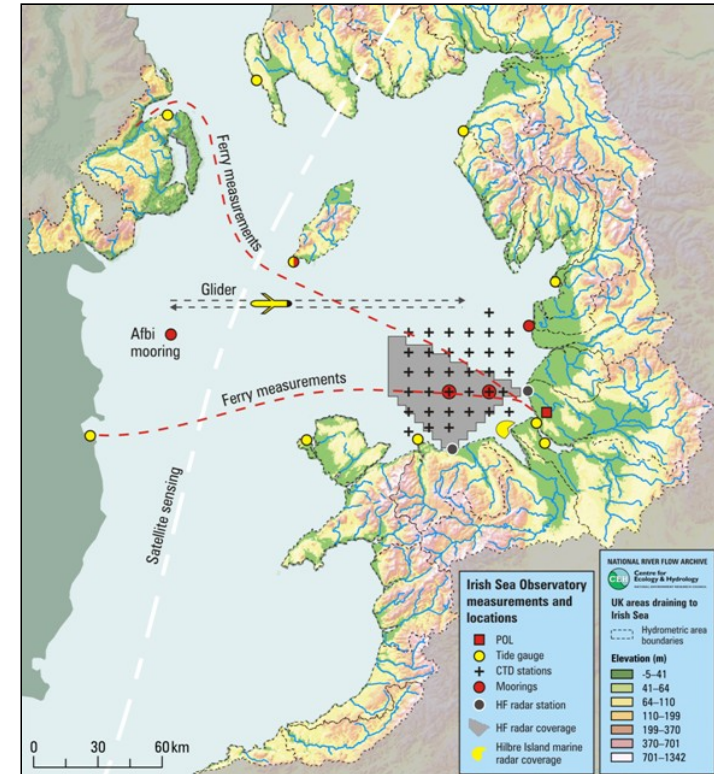 Ferry measurements
Glider
Afbi
mooring
Ferry measurements
Satellite sensing
0 30 60 km
Irish Sea Observatory
measurements and
locations
POL
Tide gauge
CTD stations
Moorings
HF radar station
HF radar coverage
Hilbre Island marine
radar coverage
NATIONAL RIVER FLOW ARCHIVE
CEH
Centre for
Ecology & Hydrology
UK areas draining to
Irish Sea
Hydrometric area
boundaries
Elevation (m)
-5–41
41–64
64–110
110–199
199–370
370–701
701–1342